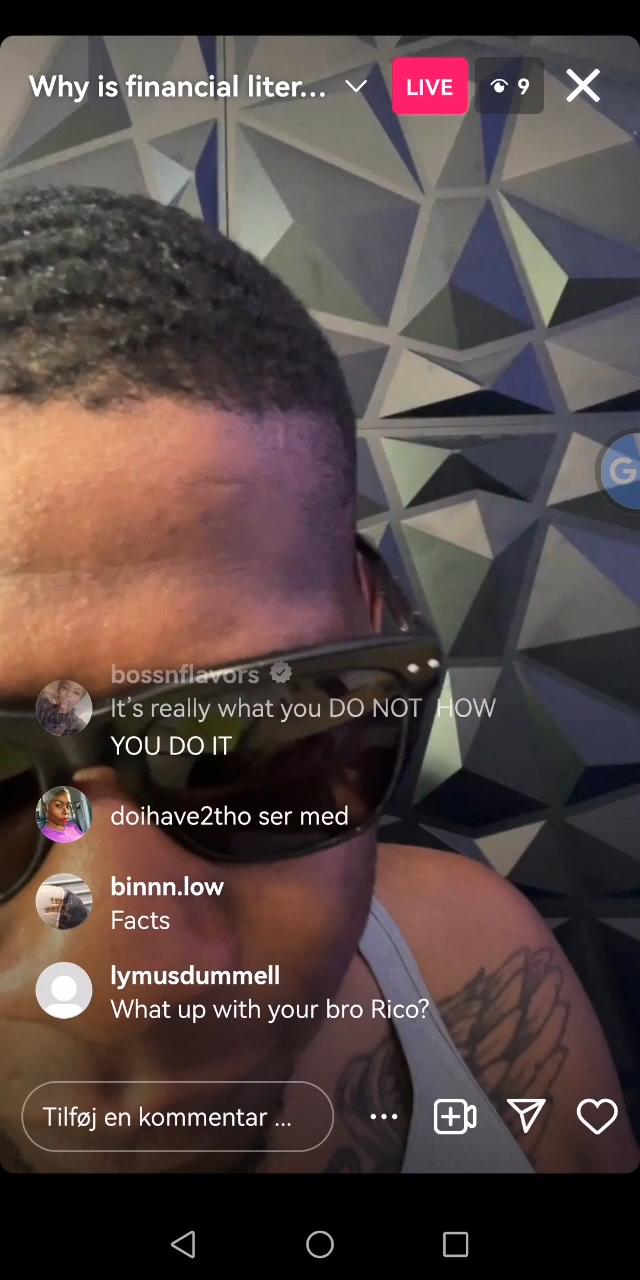 Why is financial liter...
LIVE
9
G
bossnflavors
It's really what you DO NOT HOW
YOU DO IT
doihave2tho ser med
binnn.low
Facts
lymusdummell
What up with your bro Rico?
Tilføj en kommentar ...